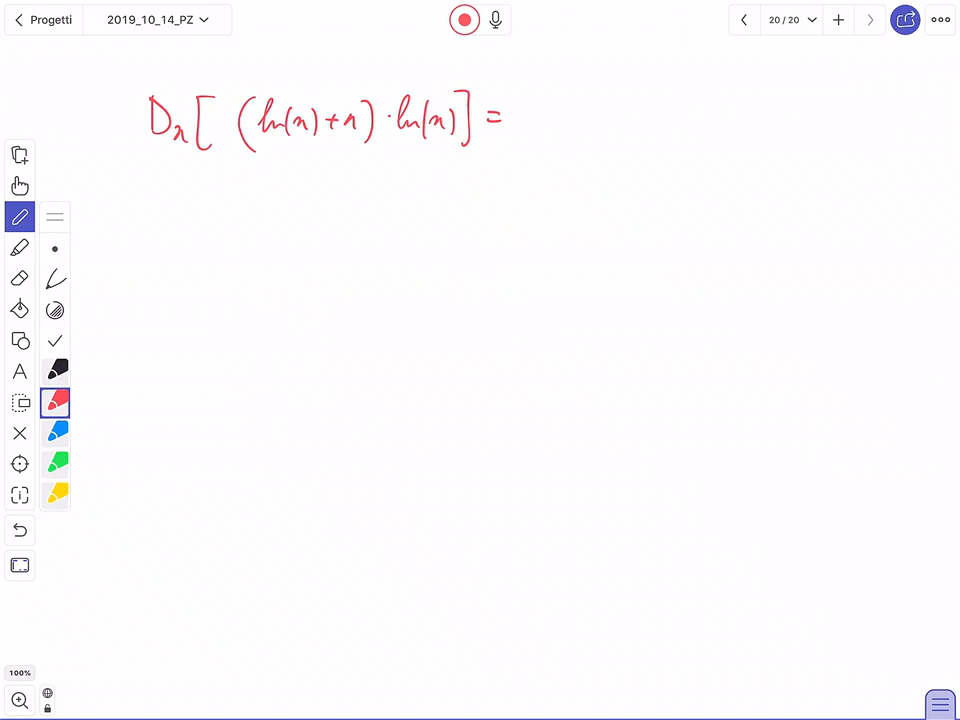 Progetti
2019_10_14_PZ
20 / 20
Dx[ (ln(x)+x)·ln(x)] =
A
100%